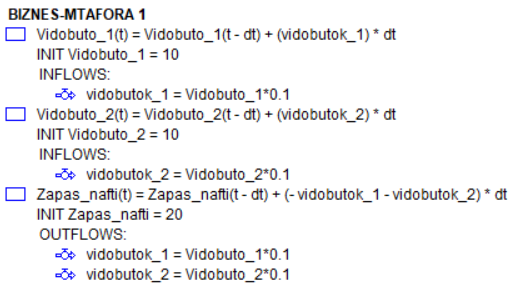 BIZNES-MTAFORA 1
Vidobuto_1(t) = Vidobuto_1(t - dt) + (vidobutok_1) * dt
INIT Vidobuto_1 = 10
INFLOWS:
vidobutok_1 = Vidobuto_1*0.1
Vidobuto_2(t) = Vidobuto_2(t - dt) + (vidobutok_2) * dt
INIT Vidobuto_2 = 10
INFLOWS:
vidobutok_2 = Vidobuto_2*0.1
Zapas_nafti(t) = Zapas_nafti(t - dt) + (- vidobutok_1 - vidobutok_2) * dt
INIT Zapas_nafti = 20
OUTFLOWS:
vidobutok_1 = Vidobuto_1*0.1
vidobutok_2 = Vidobuto_2*0.1